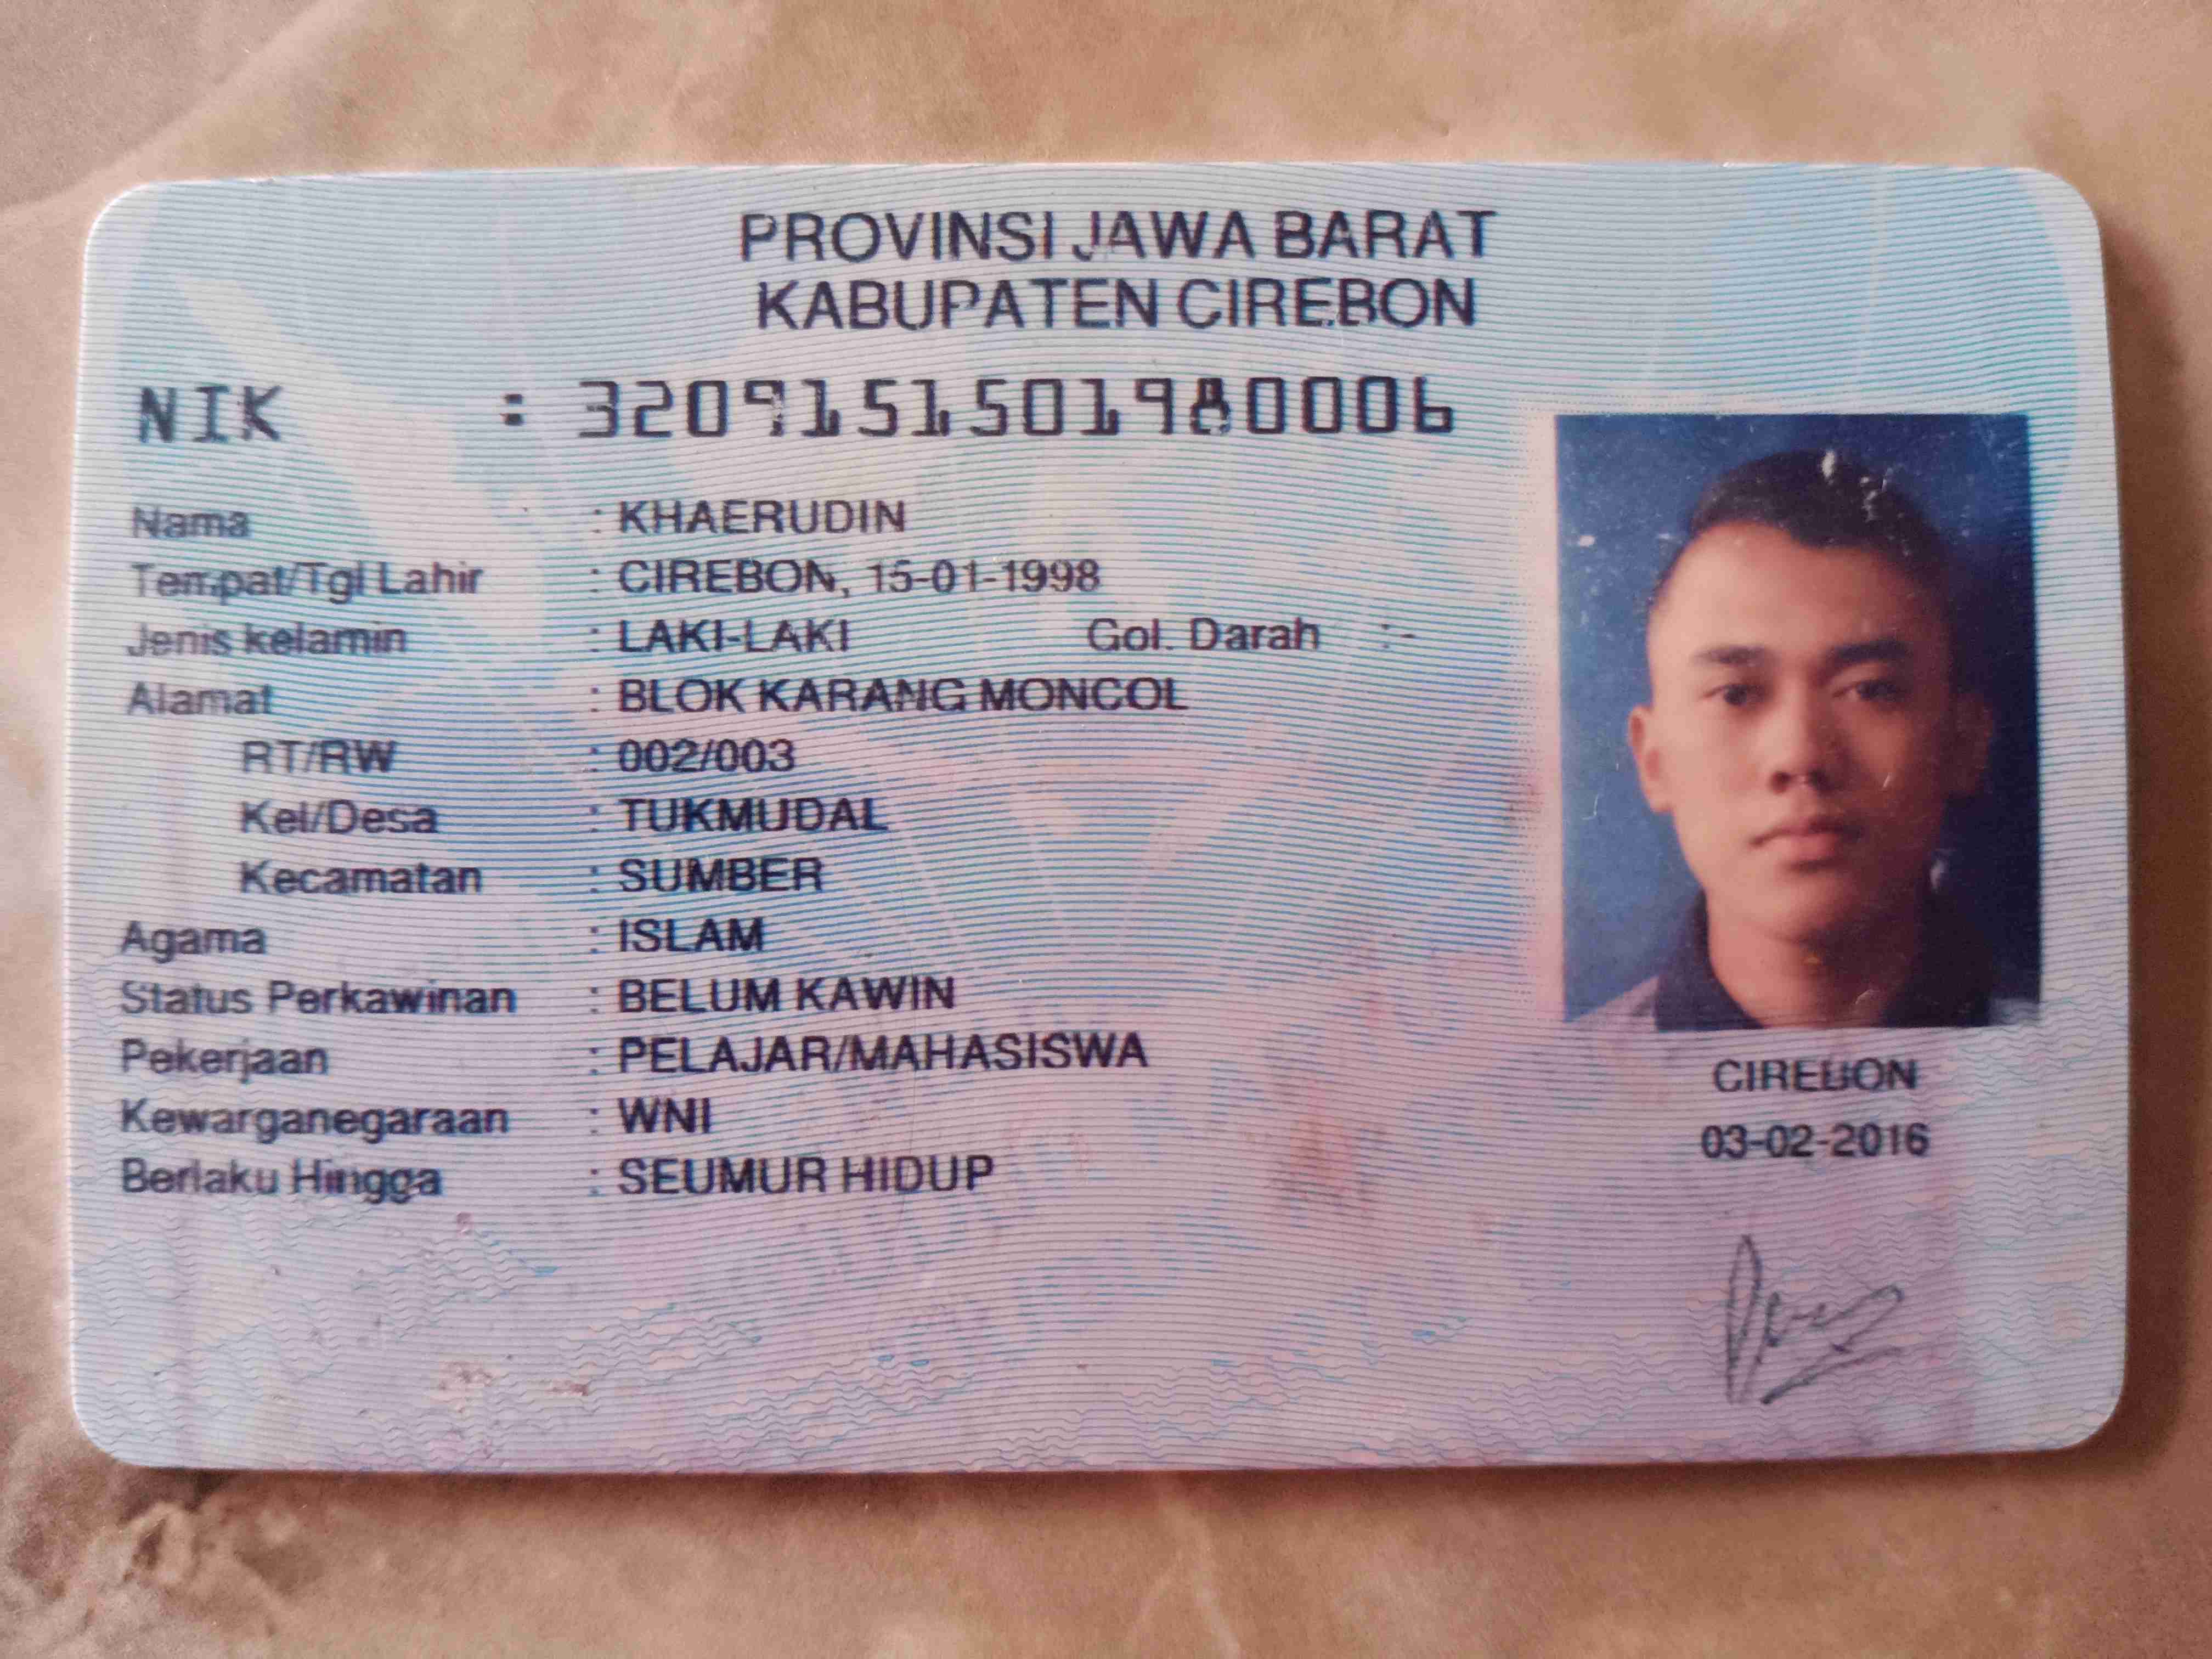 PROVINSI JAWA BARAT
KABUPATEN CIREBON
NIK : 3209151501980006
Nama : KHAERUDIN
Tempat/Tgl Lahir : CIREBON, 15-01-1998
Jenis kelamin : LAKI-LAKI Gol. Darah : -
Alamat : BLOK KARANG MONCOL
RT/RW : 002/003
Kel/Desa : TUKMUDAL
Kecamatan : SUMBER
Agama : ISLAM
Status Perkawinan : BELUM KAWIN
Pekerjaan : PELAJAR/MAHASISWA
Kewarganegaraan : WNI
Berlaku Hingga : SEUMUR HIDUP
CIREBON
03-02-2016